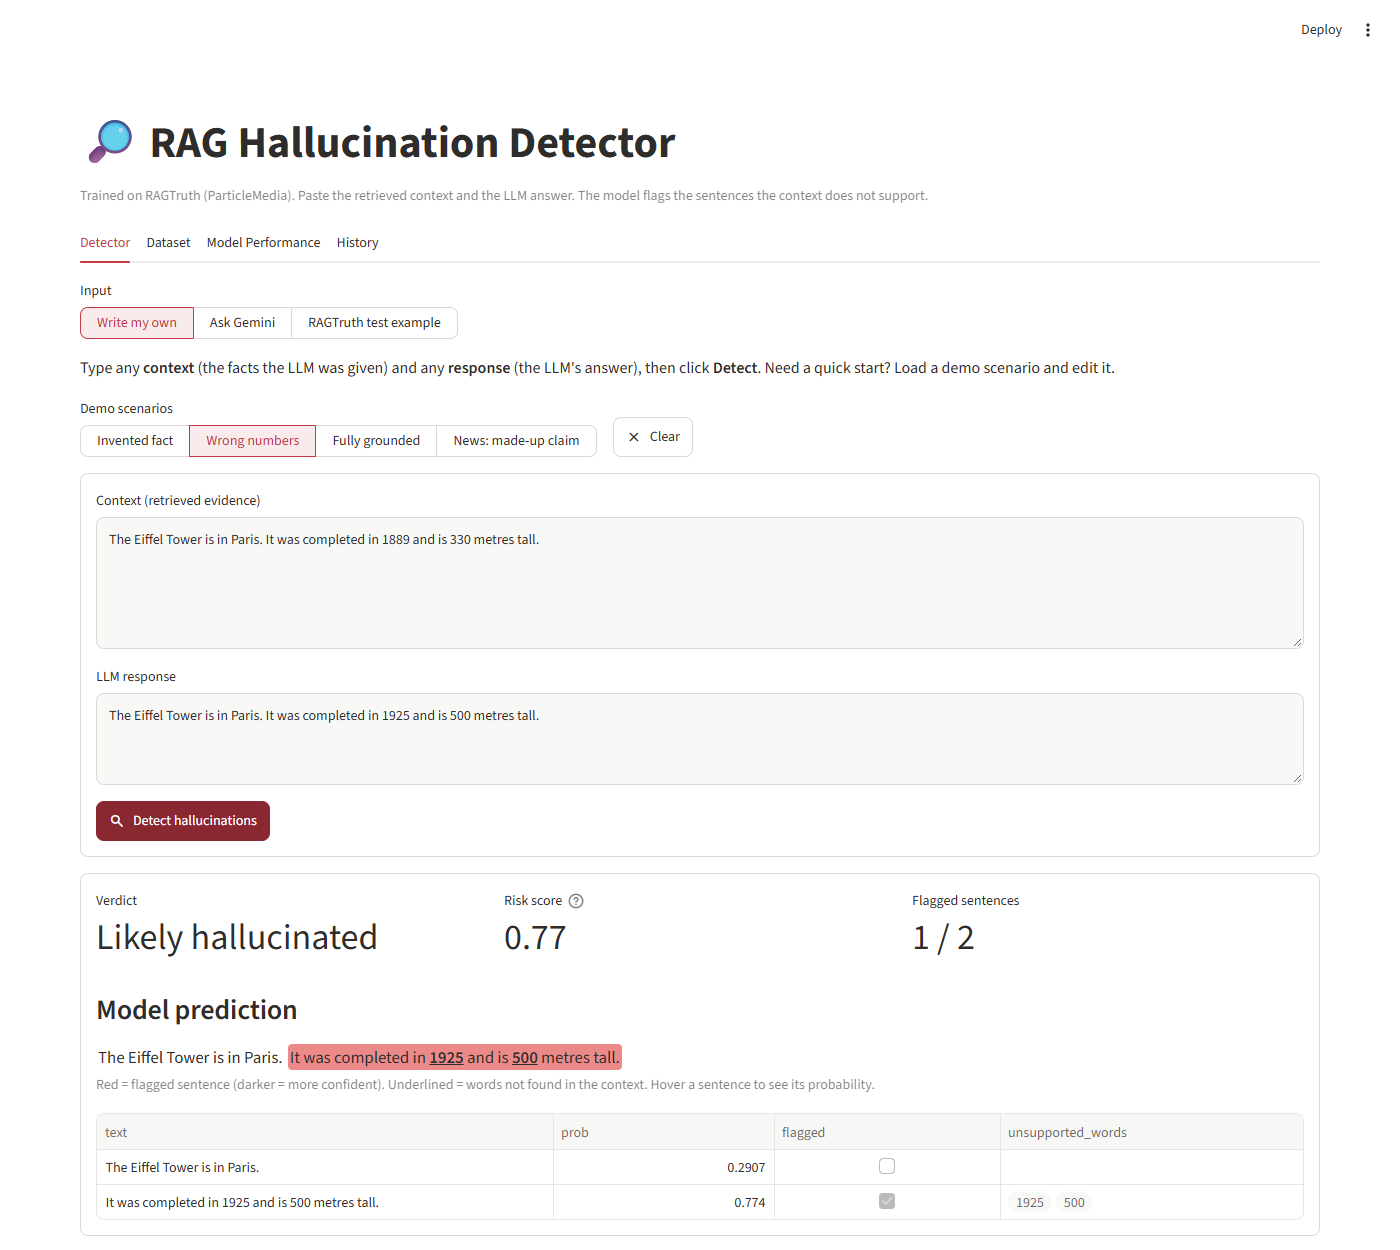 Deploy
RAG Hallucination Detector
Trained on RAGTruth (ParticleMedia). Paste the retrieved context and the LLM answer. The model flags the sentences the context does not support.
Detector Dataset Model Performance History
Input
Write my own Ask Gemini RAGTruth test example
Type any context (the facts the LLM was given) and any response (the LLM's answer), then click Detect. Need a quick start? Load a demo scenario and edit it.
Demo scenarios
Invented fact Wrong numbers Fully grounded News: made-up claim Clear
Context (retrieved evidence)
The Eiffel Tower is in Paris. It was completed in 1889 and is 330 metres tall.
LLM response
The Eiffel Tower is in Paris. It was completed in 1925 and is 500 metres tall.
Detect hallucinations
Verdict Risk score Flagged sentences
Likely hallucinated 0.77 1 / 2
Model prediction
The Eiffel Tower is in Paris. It was completed in 1925 and is 500 metres tall.
Red = flagged sentence (darker = more confident). Underlined = words not found in the context. Hover a sentence to see its probability.
text prob flagged unsupported_words
The Eiffel Tower is in Paris. 0.2907
It was completed in 1925 and is 500 metres tall. 0.774 1925 500